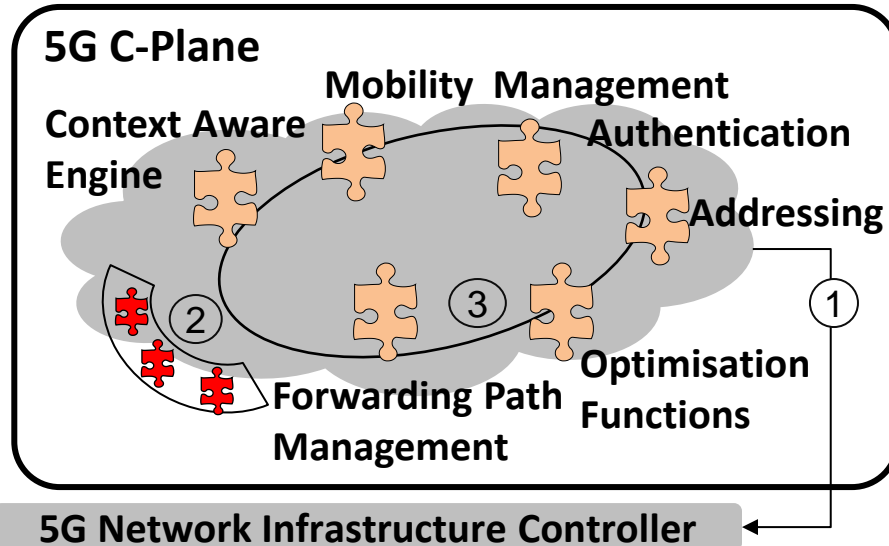 5G C-Plane
Mobility Management
Context Aware
Engine
Authentication
Addressing
1
2
3
Optimisation
Functions
Forwarding Path
Management
5G Network Infrastructure Controller